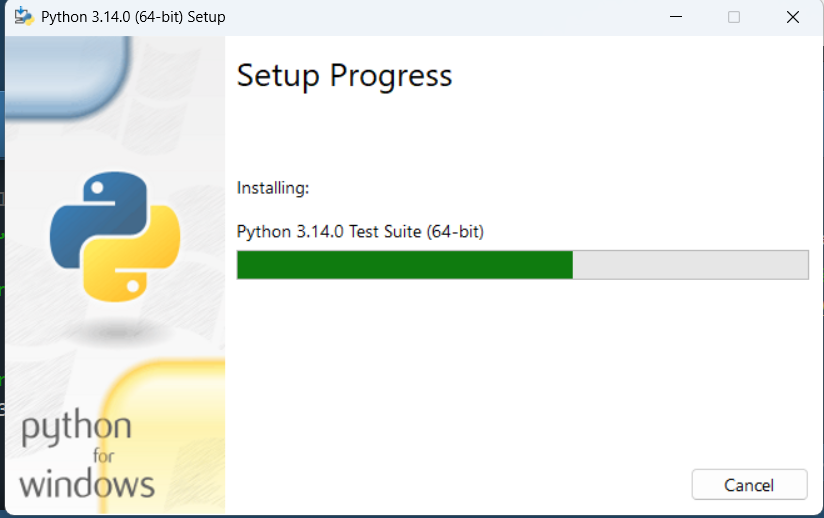 Python 3.14.0 (64-bit) Setup
Setup Progress
Installing:
Python 3.14.0 Test Suite (64-bit)
python
for
windows
Cancel